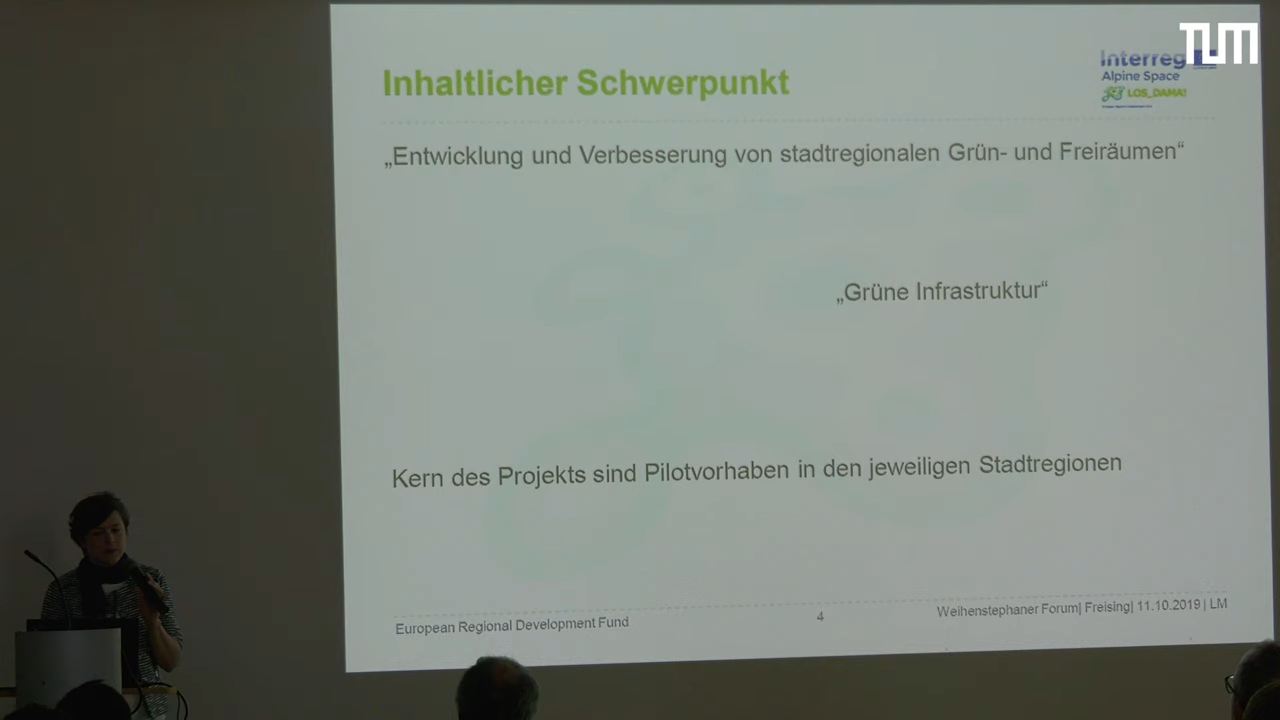 TUM
Inhaltlicher Schwerpunkt
Interreg
Alpine Space
LOS_DAMA!
„Entwicklung und Verbesserung von stadtregionalen Grün- und Freiräumen“
„Grüne Infrastruktur“
Kern des Projekts sind Pilotvorhaben in den jeweiligen Stadtregionen
European Regional Development Fund
4
Weihenstephaner Forum| Freising| 11.10.2019 | LM